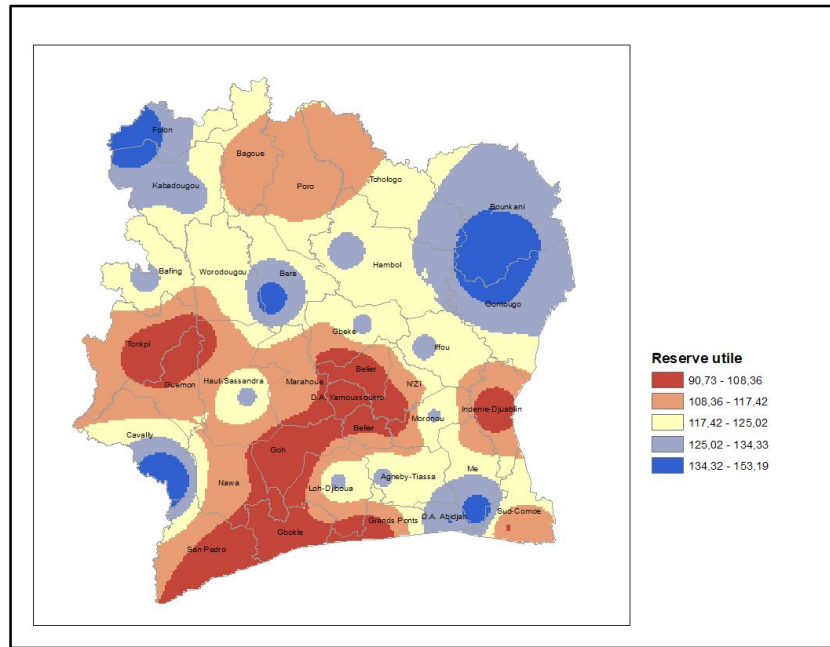 Folon
Bagoue
Kabadougou
Poro
Tchologo
Bounkani
Bafing
Worodougou
Bere
Hambol
Gontougo
Gbeke
Tonkpi
Iffou
Guemon
Haut-Sassandra
Marahoue
Belier
N'ZI
D.A. Yamoussoukro
Indenie-Djuablin
Moronou
Cavally
Belier
Goh
Me
Nawa
Loh-Djiboua
Agneby-Tiassa
Grands Ponts
D.A. Abidjan
Sud-Comoe
Gbokle
San Pedro
Reserve utile
90,73 - 108,36
108,36 - 117,42
117,42 - 125,02
125,02 - 134,33
134,32 - 153,19